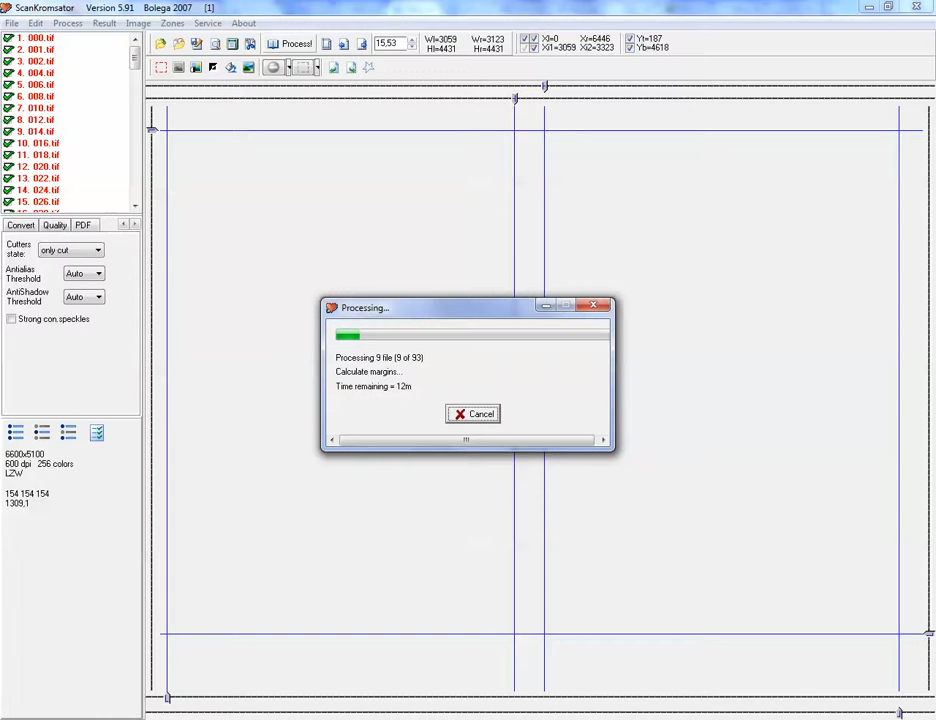 ScanKromsator Version 5.91 Bolega 2007 [1]
File Edit Process Result Image Zones Service About
1. 000.tif
2. 001.tif
3. 002.tif
4. 004.tif
5. 006.tif
6. 008.tif
7. 010.tif
8. 012.tif
9. 014.tif
10. 016.tif
11. 018.tif
12. 020.tif
13. 022.tif
14. 024.tif
15. 026.tif
Process!
15,53
Wl=3059 Wr=3123
Hl=4431 Hr=4431
Xl=0 Xr=6446
Xl1=3059 Xr2=3323
Yt=187
Yb=4618
Convert Quality PDF
Cutters state: only cut
Antialias Threshold Auto
AntiShadow Threshold Auto
Strong con.speckles
Processing...
Processing 9 file (9 of 93)
Calculate margins...
Time remaining = 12m
Cancel
6600x5100
600 dpi 256 colors
LZW
154 154 154
1309,1